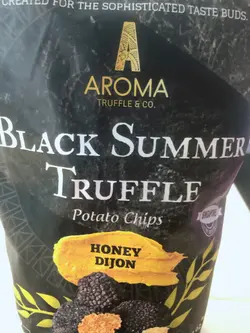 CREATED FOR THE SOPHISTICATED TASTE BUDS.
AROMA
TRUFFLE & CO.
BLACK SUMMER
TRUFFLE
Potato Chips
HONEY
DIJON